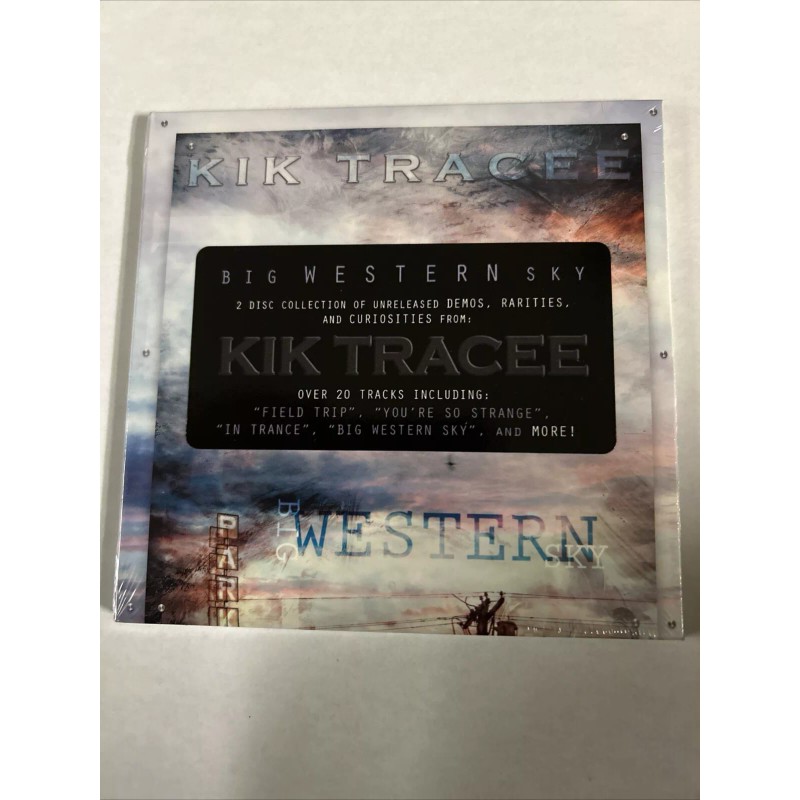 KIK TRACEE
BIG WESTERN SKY
2 DISC COLLECTION OF UNRELEASED DEMOS, RARITIES,
AND CURIOSITIES FROM:
KIK TRACEE
OVER 20 TRACKS INCLUDING:
"FIELD TRIP", "YOU'RE SO STRANGE",
"IN TRANCE", "BIG WESTERN SKY", AND MORE!
BIG
WESTERN
SKY
PARK